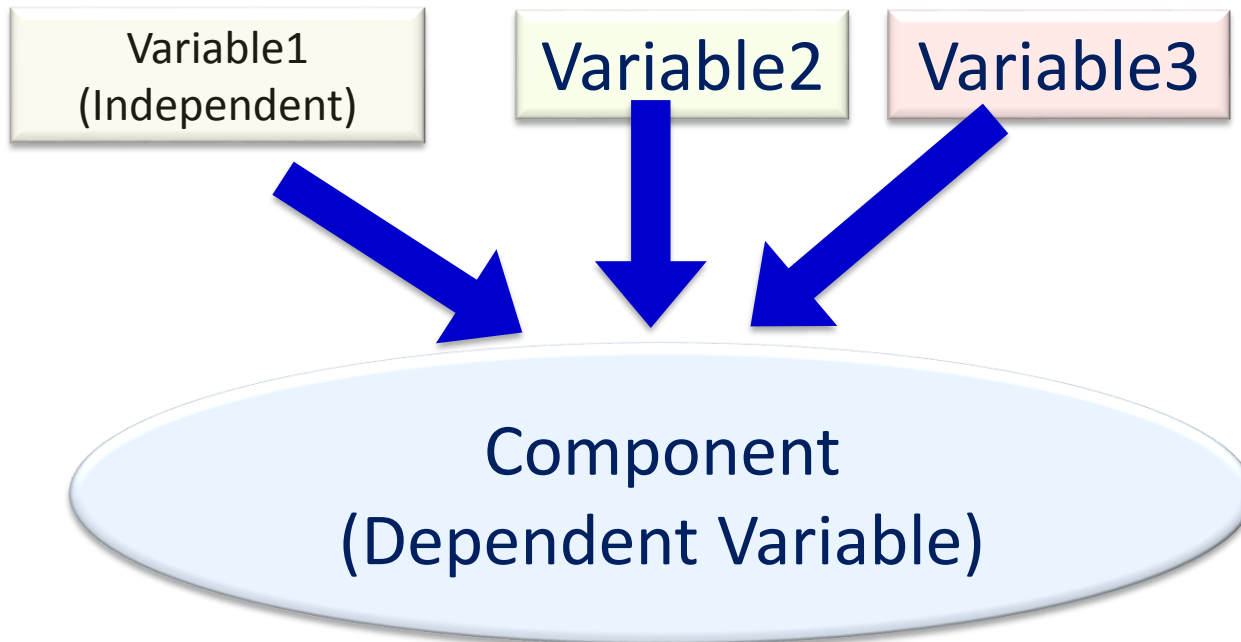 Variable1
(Independent)
Variable2
Variable3
Component
(Dependent Variable)